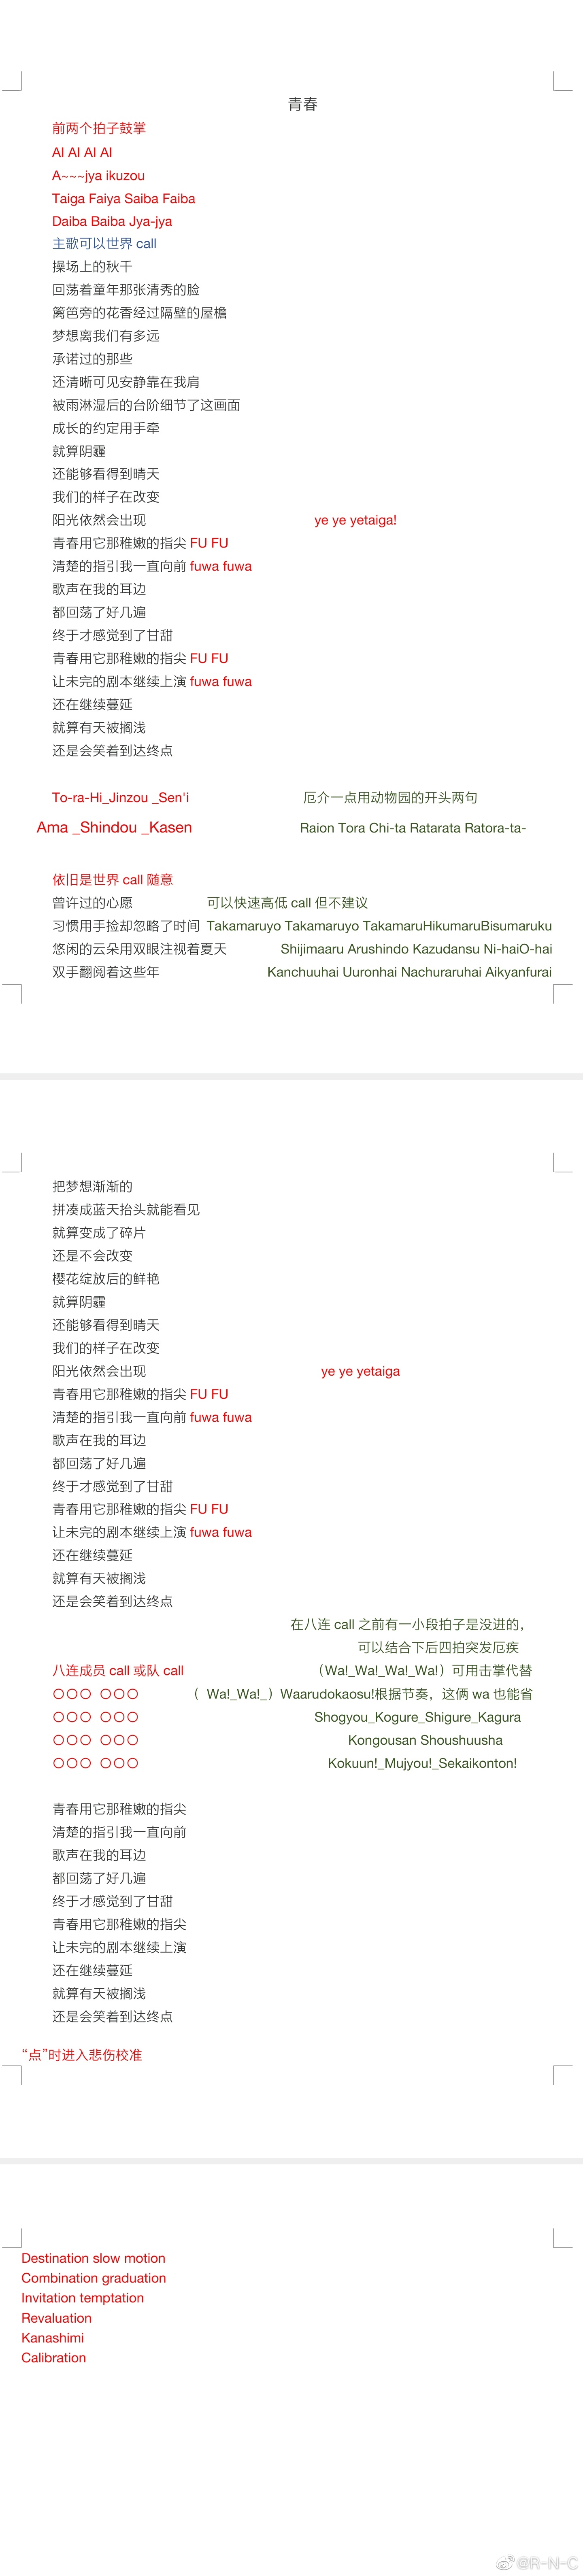 青春
前两个拍子鼓掌
AI AI AI AI
A~~~jya ikuzou
Taiga Faiya Saiba Faiba
Daiba Baiba Jya-jya
主歌可以世界 call
操场上的秋千
回荡着童年那张清秀的脸
篱笆旁的花香经过隔壁的屋檐
梦想离我们有多远
承诺过的那些
还清晰可见安静靠在我肩
被雨淋湿后的台阶细节了这画面
成长的约定用手牵
就算阴霾
还能够看得到晴天
我们的样子在改变
阳光依然会出现 ye ye yetaiga!
青春用它那稚嫩的指尖 FU FU
清楚的指引我一直向前 fuwa fuwa
歌声在我的耳边
都回荡了好几遍
终于才感觉到了甘甜
青春用它那稚嫩的指尖 FU FU
让未完的剧本继续上演 fuwa fuwa
还在继续蔓延
就算有天被搁浅
还是会笑着到达终点
To-ra-Hi_Jinzou _Sen'i 厄介一点用动物园的开头两句
Ama _Shindou _Kasen Raion Tora Chi-ta Ratarata Ratora-ta-
依旧是世界 call 随意
曾许过的心愿 可以快速高低 call 但不建议
习惯用手捡却忽略了时间 Takamaruyo Takamaruyo TakamaruHikumaruBisumaruku
悠闲的云朵用双眼注视着夏天 Shijimaaru Arushindo Kazudansu Ni-haiO-hai
双手翻阅着这些年 Kanchuuhai Uuronhai Nachuraruhai Aikyanfurai
把梦想渐渐的
拼凑成蓝天抬头就能看见
就算变成了碎片
还是不会改变
樱花绽放后的鲜艳
就算阴霾
还能够看得到晴天
我们的样子在改变
阳光依然会出现 ye ye yetaiga
青春用它那稚嫩的指尖 FU FU
清楚的指引我一直向前 fuwa fuwa
歌声在我的耳边
都回荡了好几遍
终于才感觉到了甘甜
青春用它那稚嫩的指尖 FU FU
让未完的剧本继续上演 fuwa fuwa
还在继续蔓延
就算有天被搁浅
还是会笑着到达终点
在八连 call 之前有一小段拍子是没进的，
可以结合下后四拍突发厄疾
八连成员 call 或队 call （Wa!_Wa!_Wa!_Wa!）可用击掌代替
〇〇〇 〇〇〇 （ Wa!_Wa!_）Waarudokaosu!根据节奏，这俩 wa 也能省
〇〇〇 〇〇〇 Shogyou_Kogure_Shigure_Kagura
〇〇〇 〇〇〇 Kongousan Shoushuusha
〇〇〇 〇〇〇 Kokuun!_Mujyou!_Sekaikonton!
青春用它那稚嫩的指尖
清楚的指引我一直向前
歌声在我的耳边
都回荡了好几遍
终于才感觉到了甘甜
青春用它那稚嫩的指尖
让未完的剧本继续上演
还在继续蔓延
就算有天被搁浅
还是会笑着到达终点
“点”时进入悲伤校准
Destination slow motion
Combination graduation
Invitation temptation
Revaluation
Kanashimi
Calibration
@R-N-C